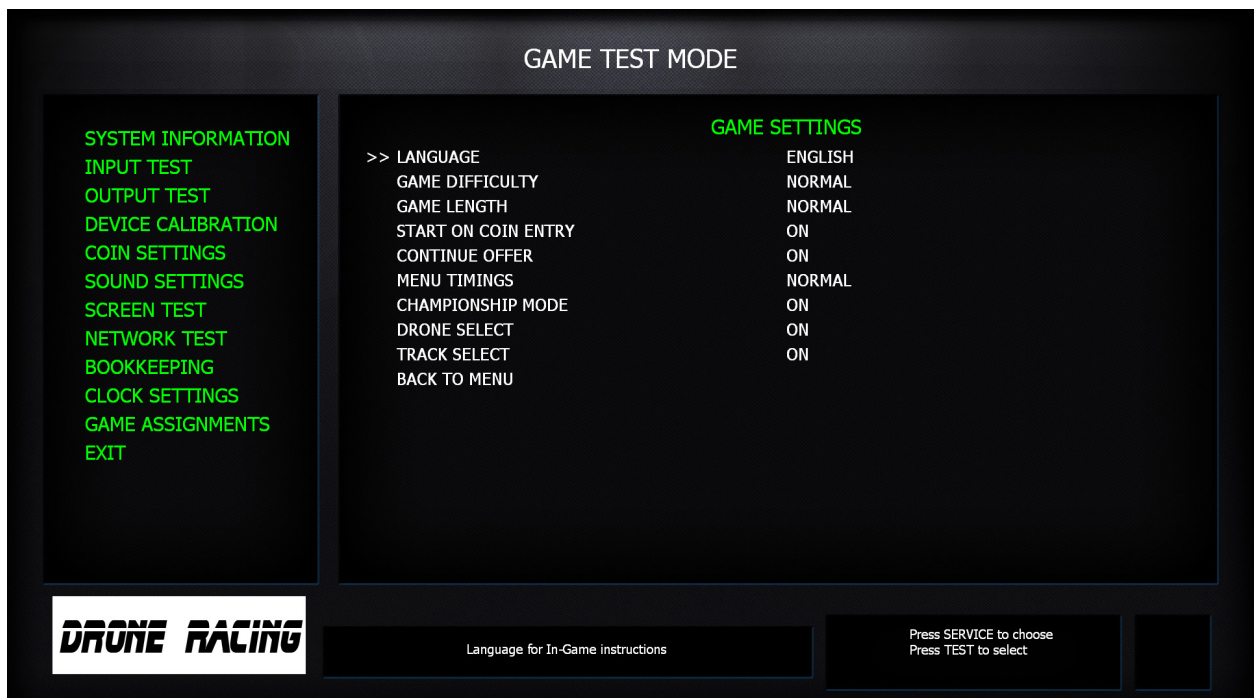 GAME TEST MODE
SYSTEM INFORMATION
INPUT TEST
OUTPUT TEST
DEVICE CALIBRATION
COIN SETTINGS
SOUND SETTINGS
SCREEN TEST
NETWORK TEST
BOOKKEEPING
CLOCK SETTINGS
GAME ASSIGNMENTS
EXIT
GAME SETTINGS
>> LANGUAGE ENGLISH
GAME DIFFICULTY NORMAL
GAME LENGTH NORMAL
START ON COIN ENTRY ON
CONTINUE OFFER ON
MENU TIMINGS NORMAL
CHAMPIONSHIP MODE ON
DRONE SELECT ON
TRACK SELECT ON
BACK TO MENU
DRONE RACING
Language for In-Game instructions
Press SERVICE to choose
Press TEST to select